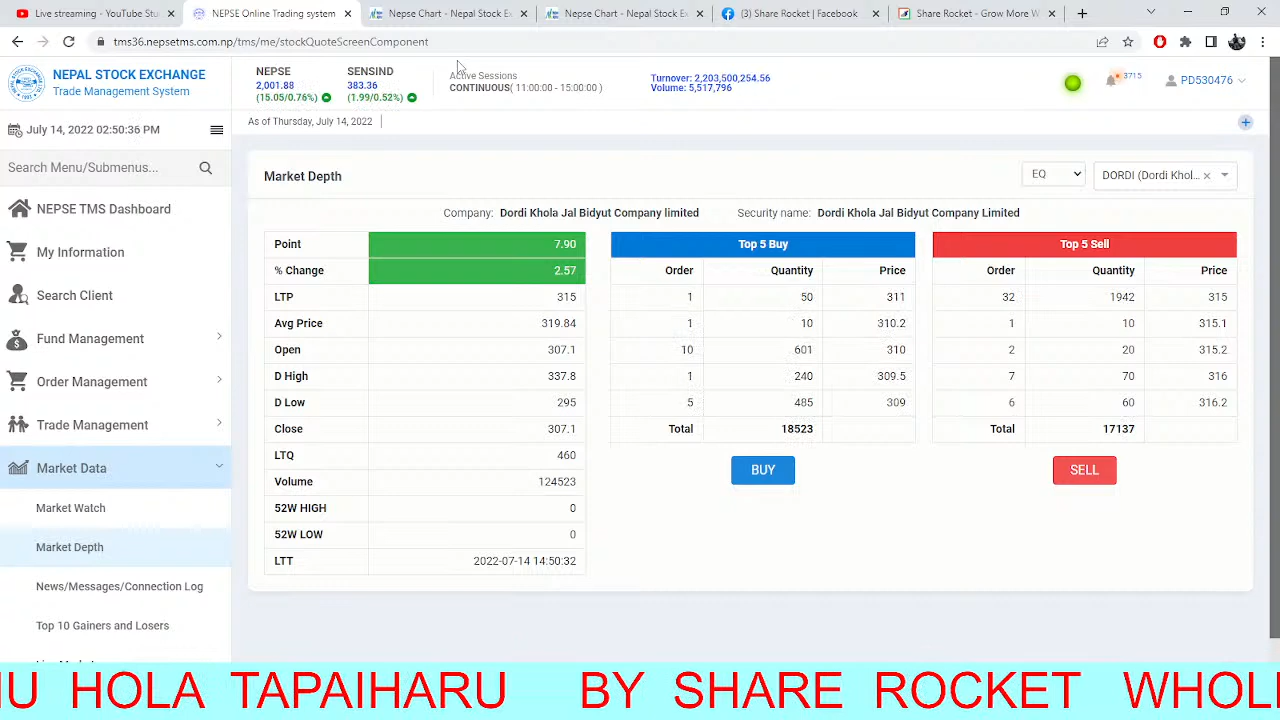 Live streaming - YouTube Stu
NEPSE Online Trading system
Nepse Chart - Nepal Stock Ex
Nepse Chart - Nepal Stock Ex
(3) Share Rocket | Facebook
Share Rocket - Grow More W
tms36.nepsetms.com.np/tms/me/stockQuoteScreenComponent
NEPAL STOCK EXCHANGE
Trade Management System
NEPSE
2,001.88
(15.05/0.76%)
SENSIND
383.36
(1.99/0.52%)
Active Sessions
CONTINUOUS( 11:00:00 - 15:00:00 )
Turnover: 2,203,500,254.56
Volume: 5,517,796
3715
PD530476
July 14, 2022 02:50:36 PM
As of Thursday, July 14, 2022
Search Menu/Submenus...
NEPSE TMS Dashboard
My Information
Search Client
Fund Management
Order Management
Trade Management
Market Data
Market Watch
Market Depth
News/Messages/Connection Log
Top 10 Gainers and Losers
Market Depth
EQ
DORDI (Dordi Khol...
Company: Dordi Khola Jal Bidyut Company limited
Security name: Dordi Khola Jal Bidyut Company Limited
Point 7.90
% Change 2.57
LTP 315
Avg Price 319.84
Open 307.1
D High 337.8
D Low 295
Close 307.1
LTQ 460
Volume 124523
52W HIGH 0
52W LOW 0
LTT 2022-07-14 14:50:32
Top 5 Buy
Order Quantity Price
1 50 311
1 10 310.2
10 601 310
1 240 309.5
5 485 309
Total 18523
BUY
Top 5 Sell
Order Quantity Price
32 1942 315
1 10 315.1
2 20 315.2
7 70 316
6 60 316.2
Total 17137
SELL
HOLA TAPAIHARU BY SHARE ROCKET WHOL